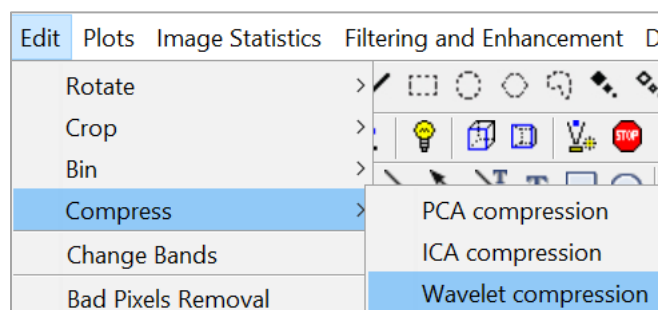 Edit Plots Image Statistics Filtering and Enhancement D
Rotate
Crop
Bin
STOP
Compress
PCA compression
Change Bands
ICA compression
Bad Pixels Removal
Wavelet compression